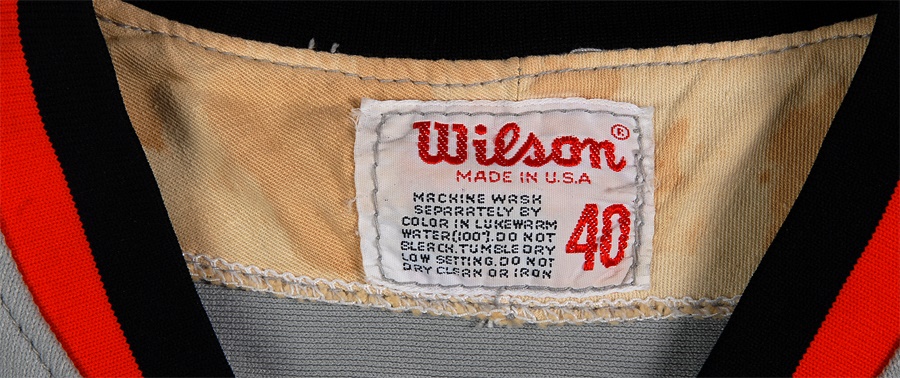 Wilson®
MADE IN U.S.A
MACHINE WASH
SEPARATELY BY
COLOR IN LUKEWARM
WATER(100°). DO NOT
BLEACH. TUMBLE DRY
LOW SETTING. DO NOT
DRY CLEAN OR IRON
40